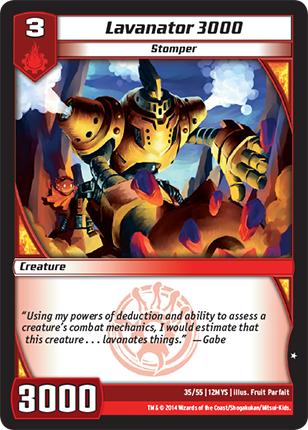 3
Lavanator 3000
Stomper
Creature
“Using my powers of deduction and ability to assess a
creature’s combat mechanics, I would estimate that
this creature . . . lavanates things.” —Gabe
3000
35/55 | 12MYS | illus. Fruit Parfait
TM & © 2014 Wizards of the Coast/Shogakukan/Mitsui-Kids.